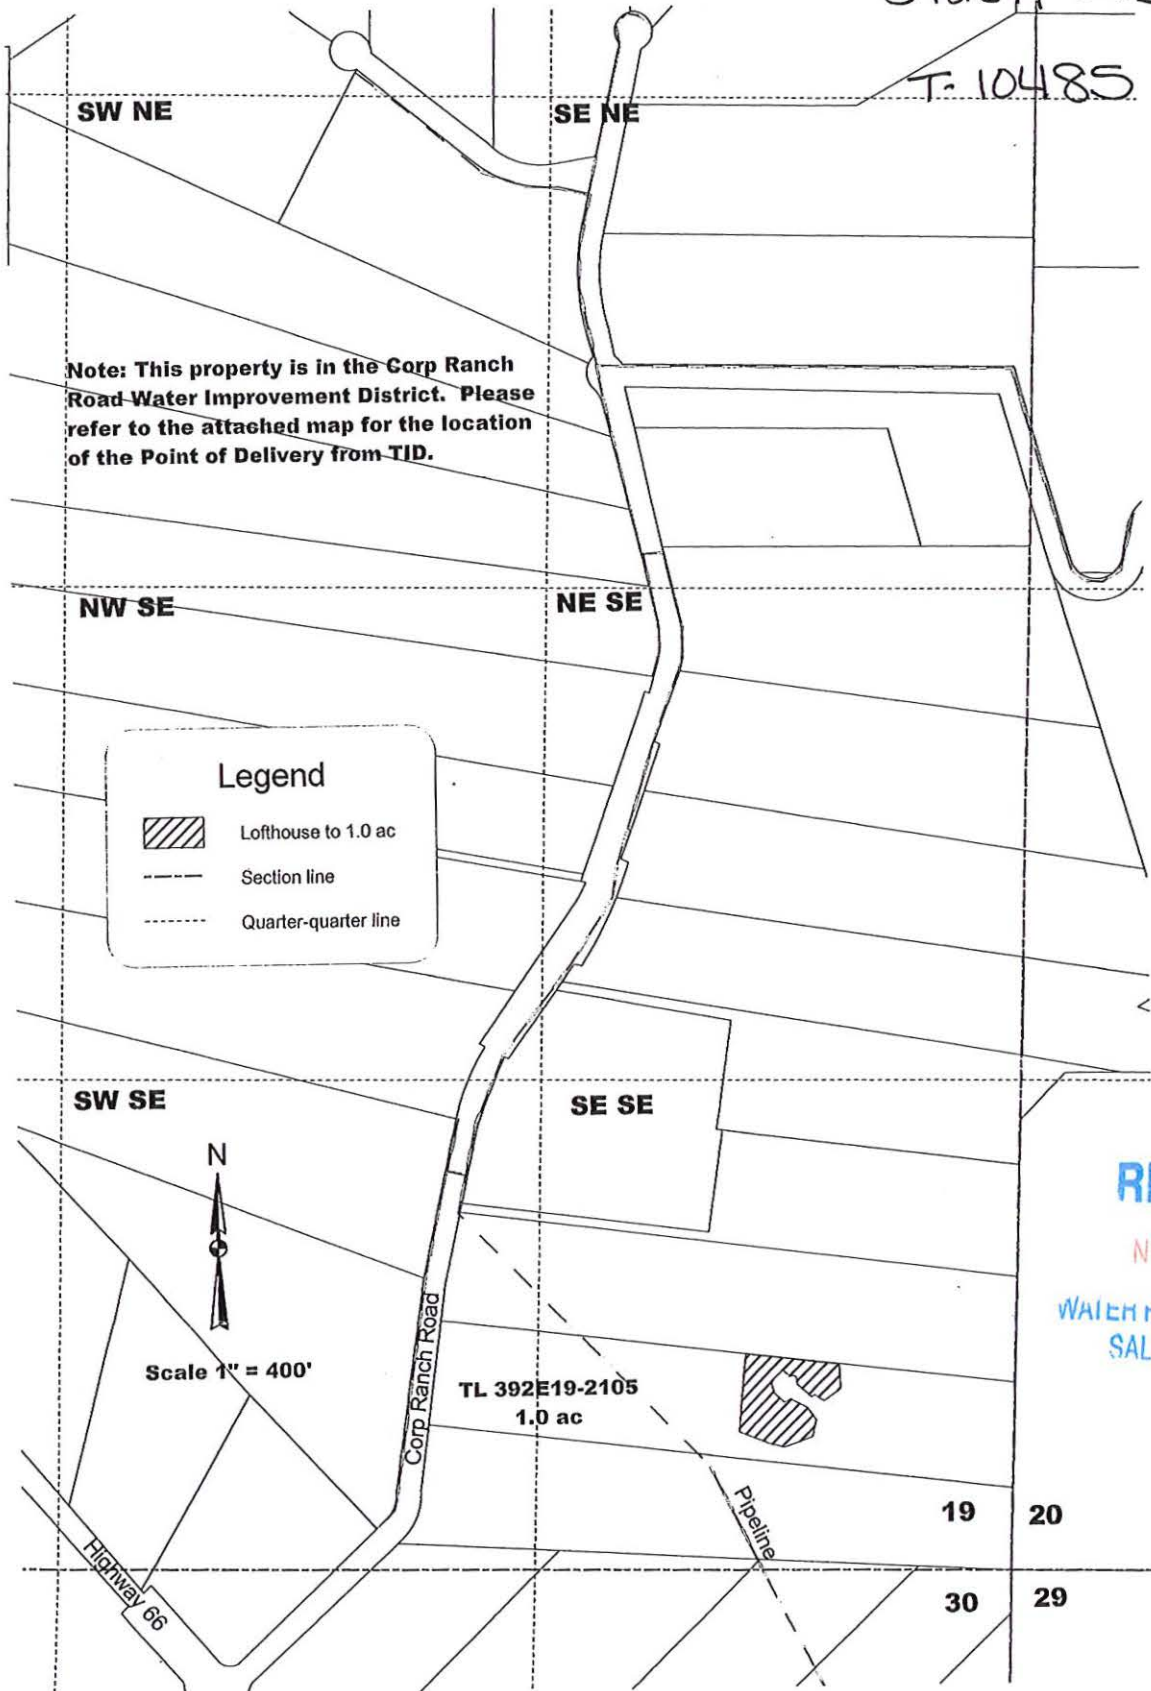 T-10485
SW NE
SE NE
Note: This property is in the Corp Ranch
Road Water Improvement District. Please
refer to the attached map for the location
of the Point of Delivery from TID.
NW SE
NE SE
Legend
Lofthouse to 1.0 ac
Section line
Quarter-quarter line
SW SE
SE SE
N
Scale 1" = 400'
Corp Ranch Road
TL 392E19-2105
1.0 ac
WATER
SAL
Pipeline
19
20
Highway 66
30
29